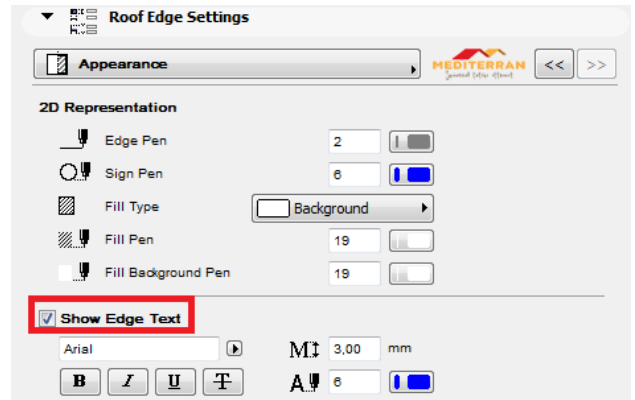 Roof Edge Settings
Appearance
MEDITERRAN
<< >>
2D Representation
Edge Pen 2
Sign Pen 6
Fill Type Background
Fill Pen 19
Fill Background Pen 19
Show Edge Text
Arial M 3,00 mm
B I U T A 6